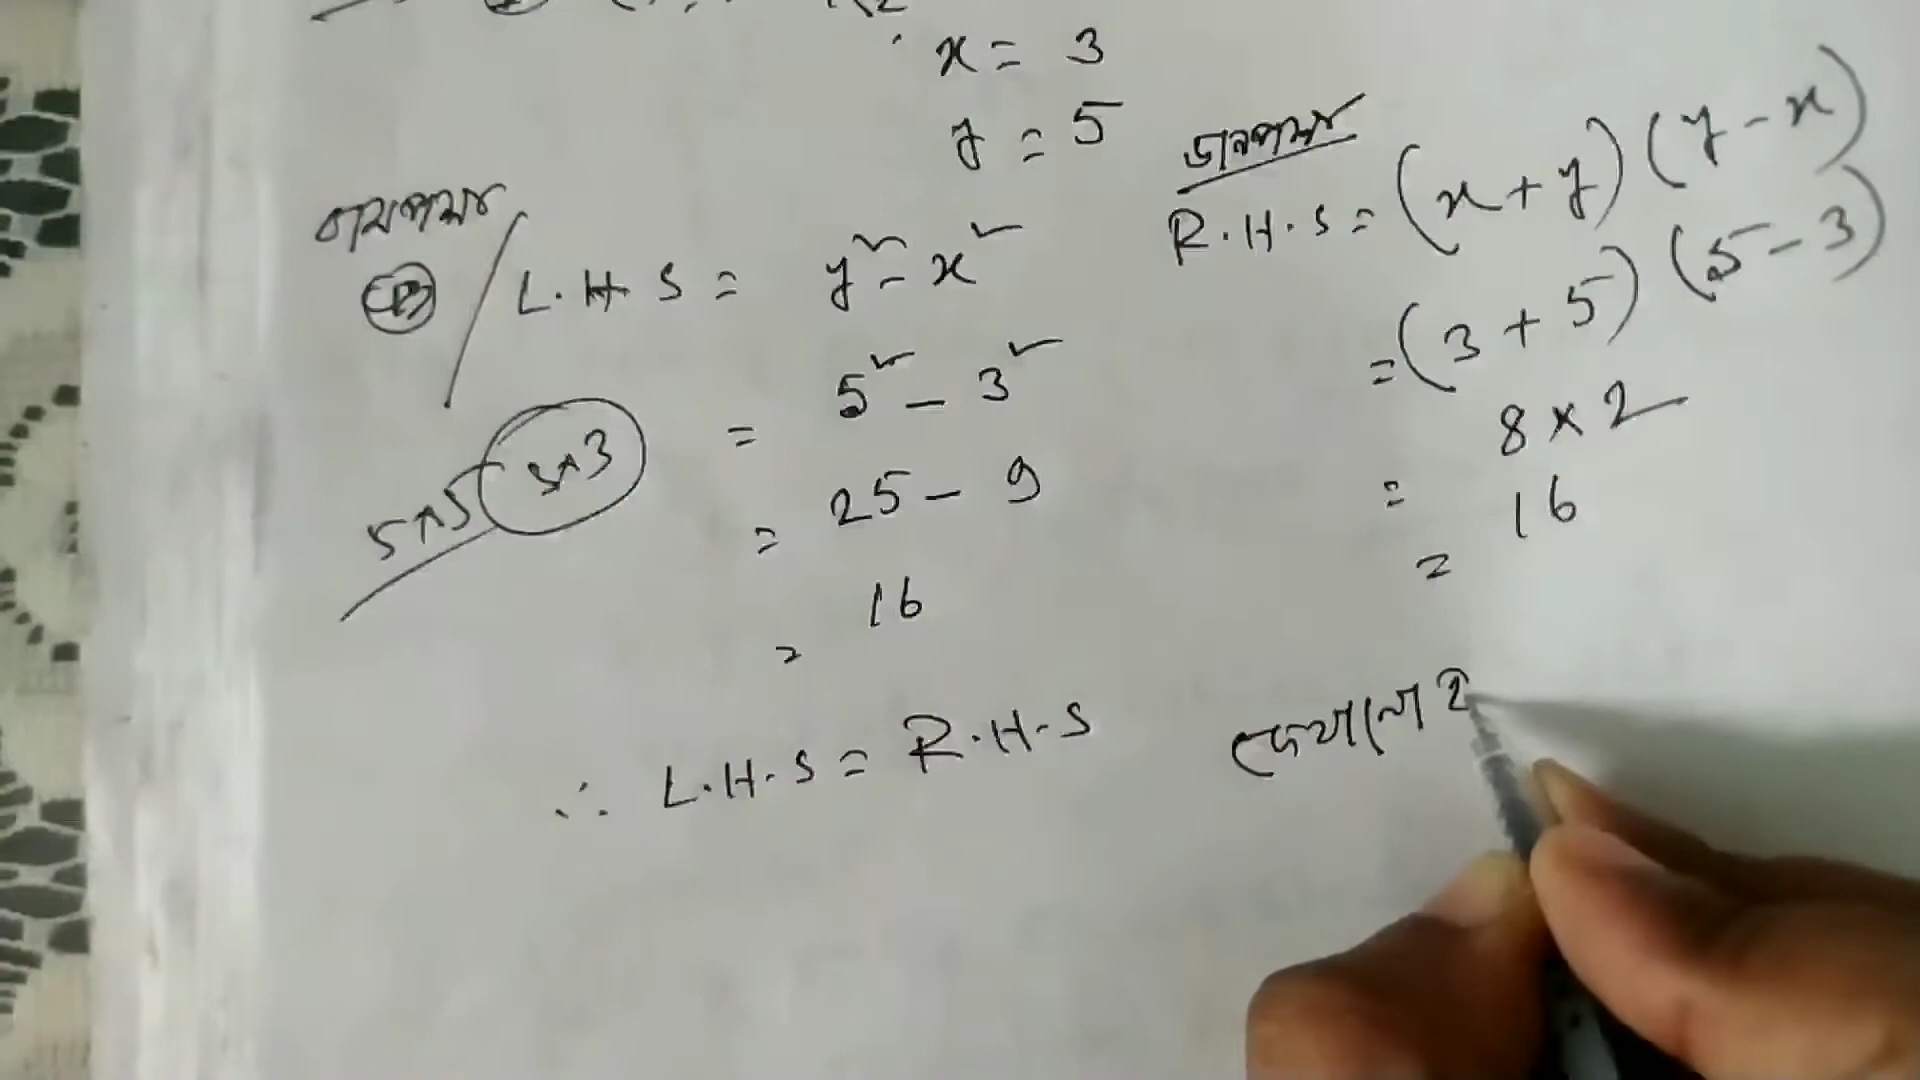 x = 3
y = 5
বামপক্ষ
L.H.S = y² - x²
= 5² - 3²
5×5
3×3
= 25 - 9
= 16
ডানপক্ষ
R.H.S = (x + y) (y - x)
= (3 + 5) (5 - 3)
= 8 × 2
= 16
∴ L.H.S = R.H.S
দেখানো হ